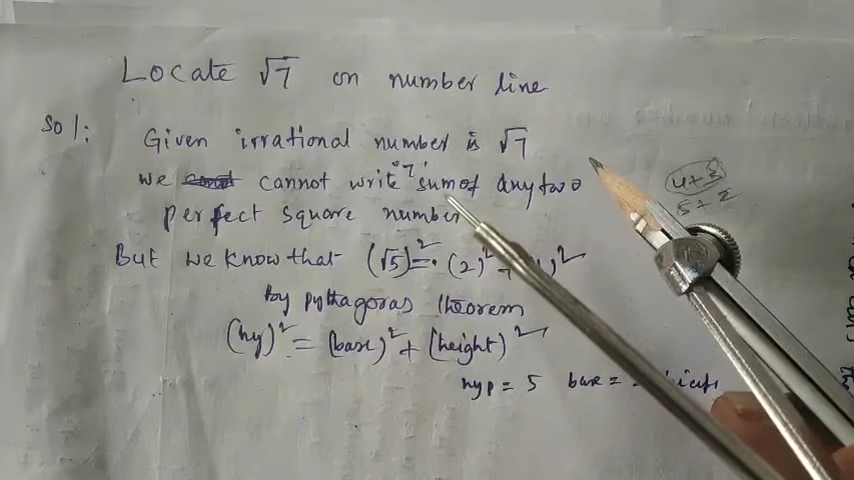 Locate √7 on number line
Sol:
Given irrational number is √7
we cannot write "7" sum of any two
perfect square number
But we know that (√5)² = (2)² + 1)²
By pythagoras theorem
(hy)² = (base)² + (height)²
hyp = 5 base =
4+3
5+2